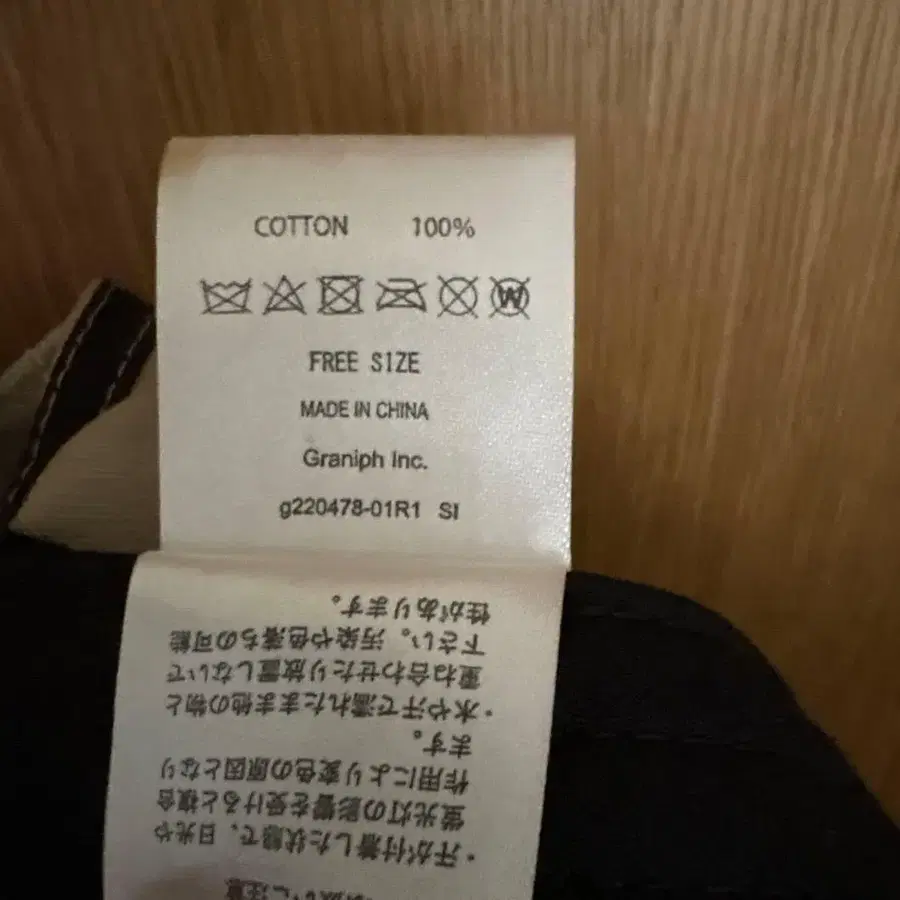 COTTON 100%
W
FREE SIZE
MADE IN CHINA
Graniph Inc.
g220478-01R1 SI
ご注意
・汗が付着した状態で、日光や
蛍光灯の影響を受けると複合
作用により変色の原因となり
ます。
・水や汗で濡れたまま他の物と
重ね合わせたり放置しないで
下さい。汚染や色落ちの可能
性があります。